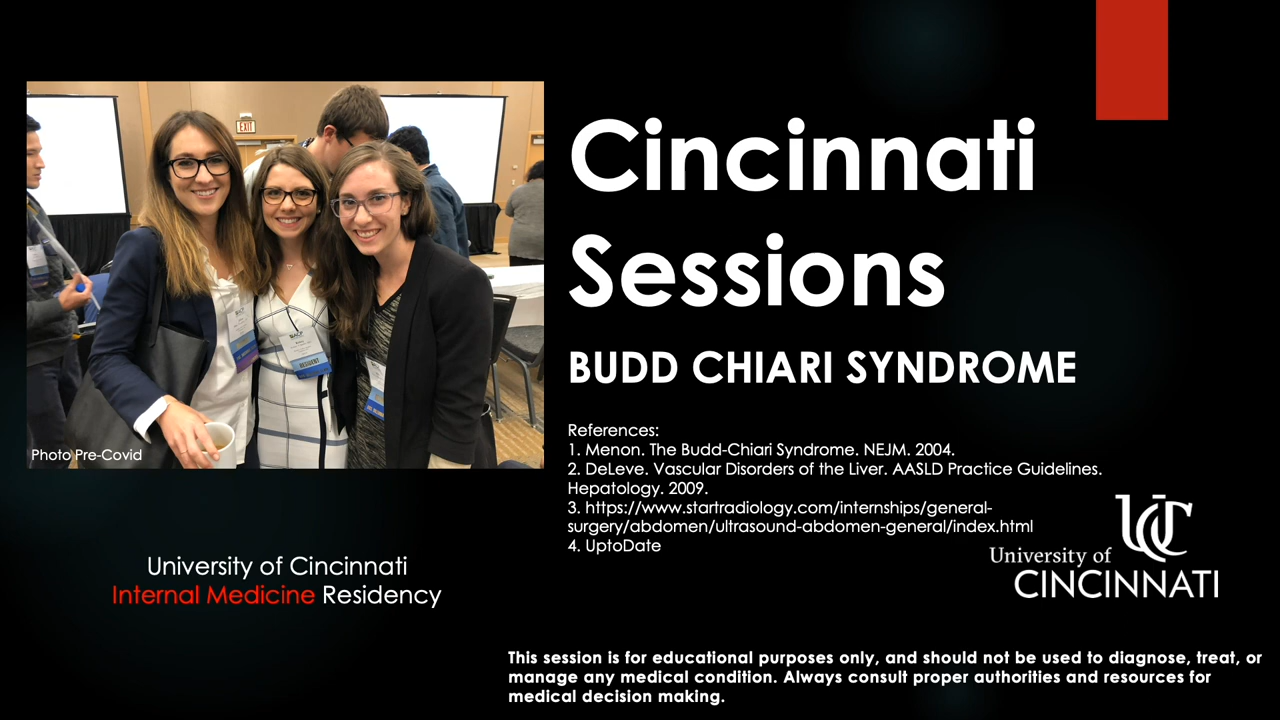 EXIT
ACP
RESIDENT
Photo Pre-Covid
University of Cincinnati
Internal Medicine Residency
Cincinnati
Sessions
BUDD CHIARI SYNDROME
References:
1. Menon. The Budd-Chiari Syndrome. NEJM. 2004.
2. DeLeve. Vascular Disorders of the Liver. AASLD Practice Guidelines.
Hepatology. 2009.
3. https://www.startradiology.com/internships/general-
surgery/abdomen/ultrasound-abdomen-general/index.html
4. UptoDate
UC
University of
CINCINNATI
This session is for educational purposes only, and should not be used to diagnose, treat, or
manage any medical condition. Always consult proper authorities and resources for
medical decision making.